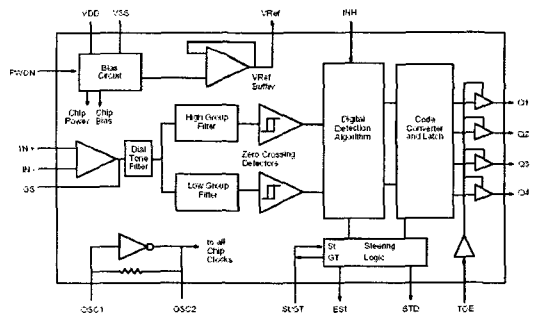 VDD VSS VRef INH
PWDN
Bias
Circuit
VRef
Buffer
Chip
Power
Chip
Bias
High Group
Filter
Digital
Detection
Algorithm
Code
Converter
and Latch
Q1
Q2
Q3
Q4
IN +
IN -
GS
Dial
Tone
Filter
Zero Crossing
Detectors
Low Group
Filter
to all
Chip
Clocks
St
GT
Steering
Logic
OSC1 OSC2 St/GT ESt STD TOE